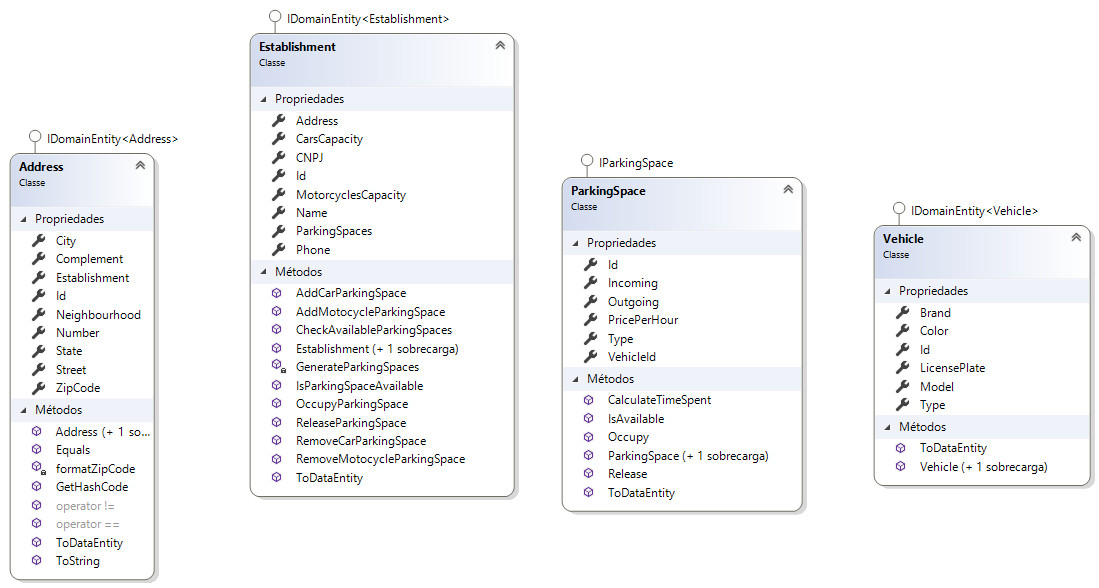 IDomainEntity<Address>
Address
Classe
Propriedades
City
Complement
Establishment
Id
Neighbourhood
Number
State
Street
ZipCode
Métodos
Address (+ 1 so...
Equals
formatZipCode
GetHashCode
operator !=
operator ==
ToDataEntity
ToString
IDomainEntity<Establishment>
Establishment
Classe
Propriedades
Address
CarsCapacity
CNPJ
Id
MotorcyclesCapacity
Name
ParkingSpaces
Phone
Métodos
AddCarParkingSpace
AddMotocycleParkingSpace
CheckAvailableParkingSpaces
Establishment (+ 1 sobrecarga)
GenerateParkingSpaces
IsParkingSpaceAvailable
OccupyParkingSpace
ReleaseParkingSpace
RemoveCarParkingSpace
RemoveMotocycleParkingSpace
ToDataEntity
IParkingSpace
ParkingSpace
Classe
Propriedades
Id
Incoming
Outgoing
PricePerHour
Type
VehicleId
Métodos
CalculateTimeSpent
IsAvailable
Occupy
ParkingSpace (+ 1 sobrecarga)
Release
ToDataEntity
IDomainEntity<Vehicle>
Vehicle
Classe
Propriedades
Brand
Color
Id
LicensePlate
Model
Type
Métodos
ToDataEntity
Vehicle (+ 1 sobrecarga)